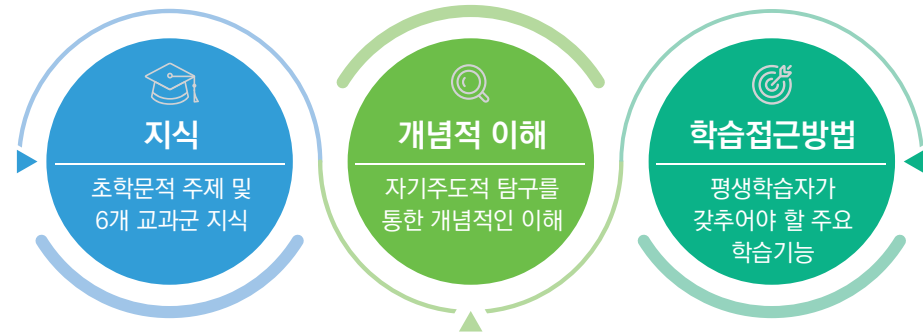 지식
초학문적 주제 및
6개 교과군 지식
개념적 이해
자기주도적 탐구를
통한 개념적인 이해
학습접근방법
평생학습자가
갖추어야 할 주요
학습기능